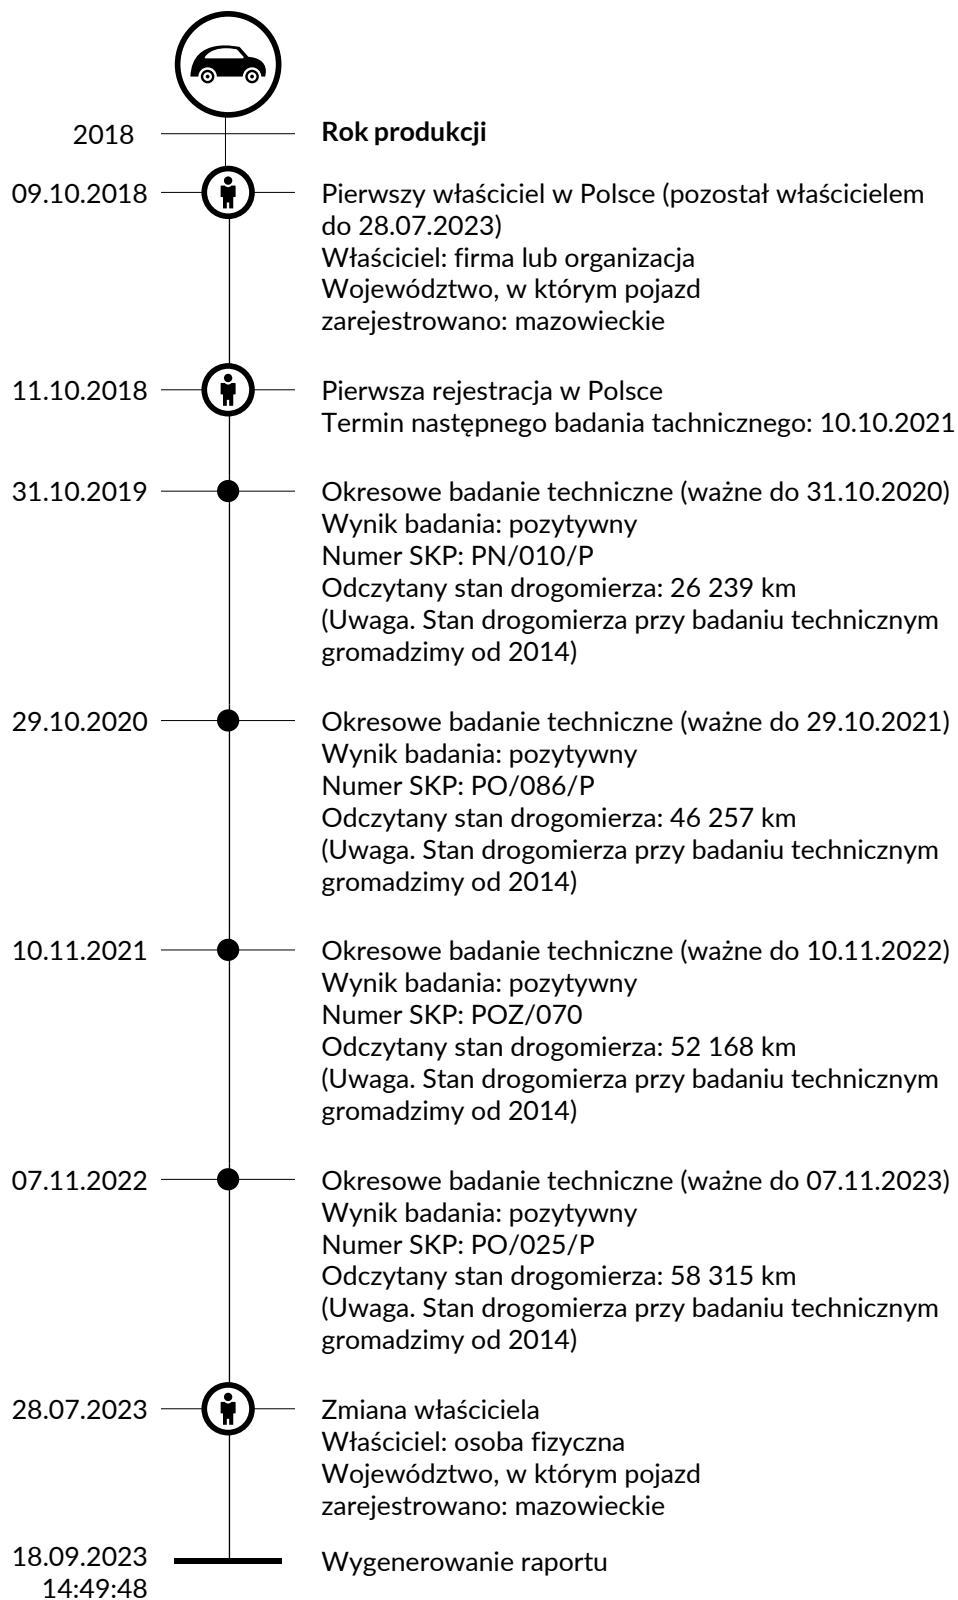 2018 Rok produkcji
09.10.2018 Pierwszy właściciel w Polsce (pozostał właścicielem
do 28.07.2023)
Właściciel: firma lub organizacja
Województwo, w którym pojazd
zarejestrowano: mazowieckie
11.10.2018 Pierwsza rejestracja w Polsce
Termin następnego badania tachnicznego: 10.10.2021
31.10.2019 Okresowe badanie techniczne (ważne do 31.10.2020)
Wynik badania: pozytywny
Numer SKP: PN/010/P
Odczytany stan drogomierza: 26 239 km
(Uwaga. Stan drogomierza przy badaniu technicznym
gromadzimy od 2014)
29.10.2020 Okresowe badanie techniczne (ważne do 29.10.2021)
Wynik badania: pozytywny
Numer SKP: PO/086/P
Odczytany stan drogomierza: 46 257 km
(Uwaga. Stan drogomierza przy badaniu technicznym
gromadzimy od 2014)
10.11.2021 Okresowe badanie techniczne (ważne do 10.11.2022)
Wynik badania: pozytywny
Numer SKP: POZ/070
Odczytany stan drogomierza: 52 168 km
(Uwaga. Stan drogomierza przy badaniu technicznym
gromadzimy od 2014)
07.11.2022 Okresowe badanie techniczne (ważne do 07.11.2023)
Wynik badania: pozytywny
Numer SKP: PO/025/P
Odczytany stan drogomierza: 58 315 km
(Uwaga. Stan drogomierza przy badaniu technicznym
gromadzimy od 2014)
28.07.2023 Zmiana właściciela
Właściciel: osoba fizyczna
Województwo, w którym pojazd
zarejestrowano: mazowieckie
18.09.2023 Wygenerowanie raportu
14:49:48